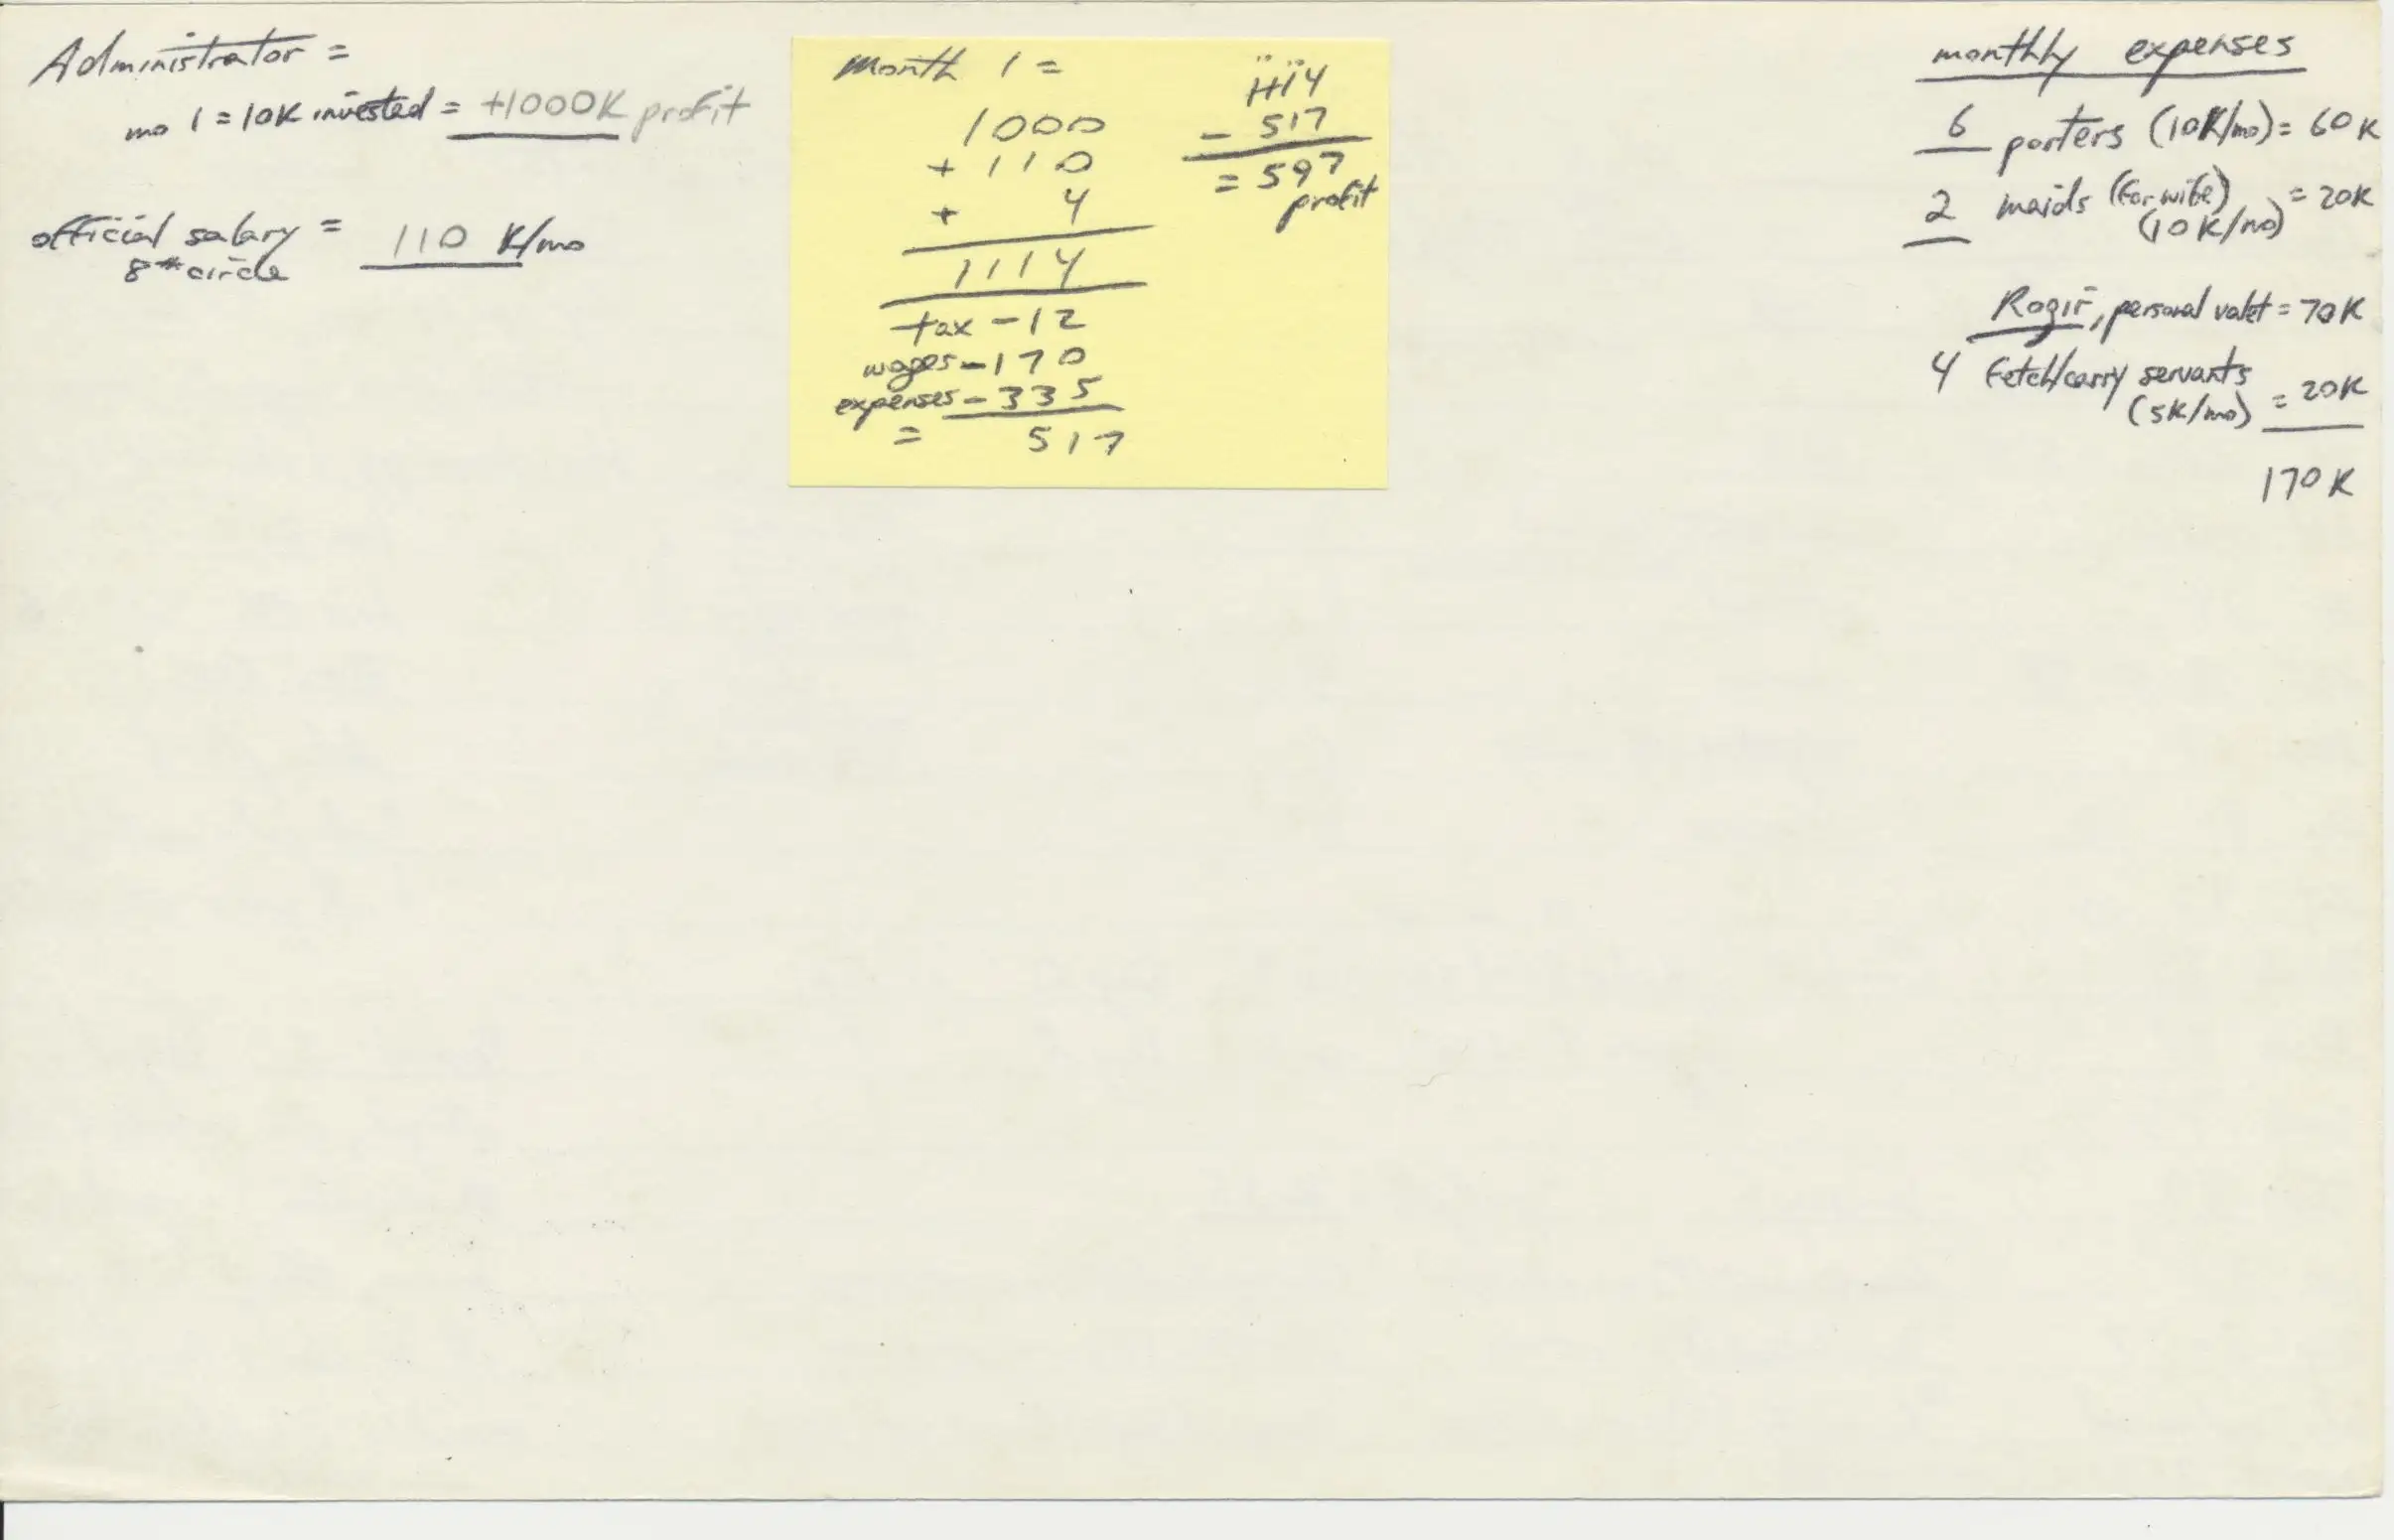 Administrator =
mo 1 = 10K invested = +1000K profit
official salary = 110 K/mo
8th circle
Month 1 =
1000
+ 110
+ 4
1114
tax - 12
wages - 170
expenses - 335
= 517
1114
- 517
= 597
profit
monthly expenses
6 porters (10K/mo) = 60K
2 maids (for wife) = 20K
(10K/mo)
Rogir, personal valet = 70K
4 fetch/carry servants
(5K/mo) = 20K
170K